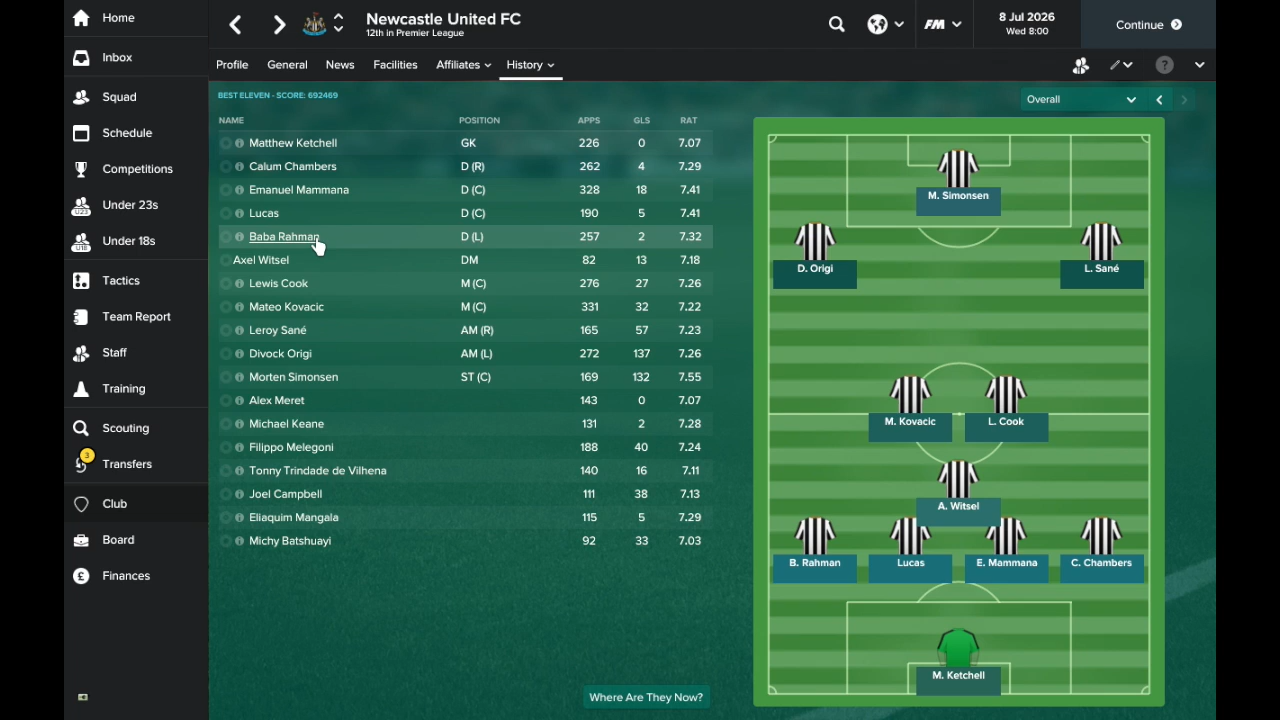 Home
Inbox
Squad
Schedule
Competitions
U23
Under 23s
U18
Under 18s
Tactics
Team Report
Staff
Training
Scouting
3
Transfers
Club
Board
£ Finances
Newcastle United FC
12th in Premier League
FM
8 Jul 2026
Wed 8:00
Continue
Profile General News Facilities Affiliates History
?
BEST ELEVEN - SCORE: 692469
Overall
NAME POSITION APPS GLS RAT
Matthew Ketchell GK 226 0 7.07
Calum Chambers D (R) 262 4 7.29
Emanuel Mammana D (C) 328 18 7.41
Lucas D (C) 190 5 7.41
Baba Rahman D (L) 257 2 7.32
Axel Witsel DM 82 13 7.18
Lewis Cook M (C) 276 27 7.26
Mateo Kovacic M (C) 331 32 7.22
Leroy Sané AM (R) 165 57 7.23
Divock Origi AM (L) 272 137 7.26
Morten Simonsen ST (C) 169 132 7.55
Alex Meret 143 0 7.07
Michael Keane 131 2 7.28
Filippo Melegoni 188 40 7.24
Tonny Trindade de Vilhena 140 16 7.11
Joel Campbell 111 38 7.13
Eliaquim Mangala 115 5 7.29
Michy Batshuayi 92 33 7.03
Where Are They Now?
M. Simonsen
D. Origi L. Sané
M. Kovacic L. Cook
A. Witsel
B. Rahman Lucas E. Mammana C. Chambers
M. Ketchell